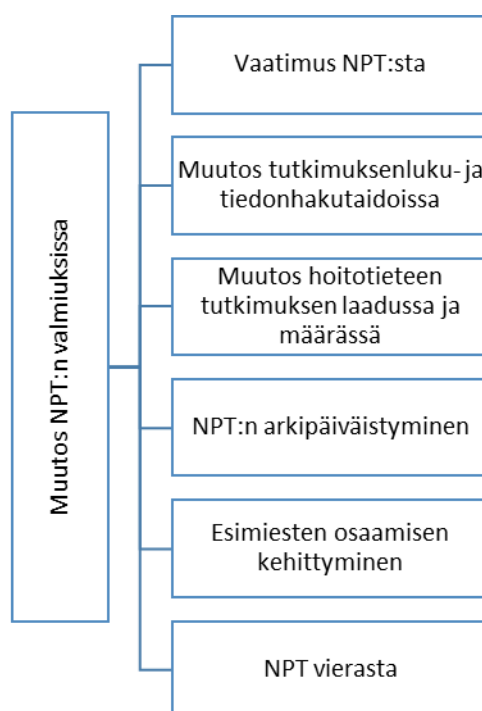 Muutos NPT:n valmiuksissa
Vaatimus NPT:sta
Muutos tutkimuksenluku- ja
tiedonhakutaidoissa
Muutos hoitotieteen
tutkimuksen laadussa ja
määrässä
NPT:n arkipäiväistyminen
Esimiesten osaamisen
kehittyminen
NPT vierasta